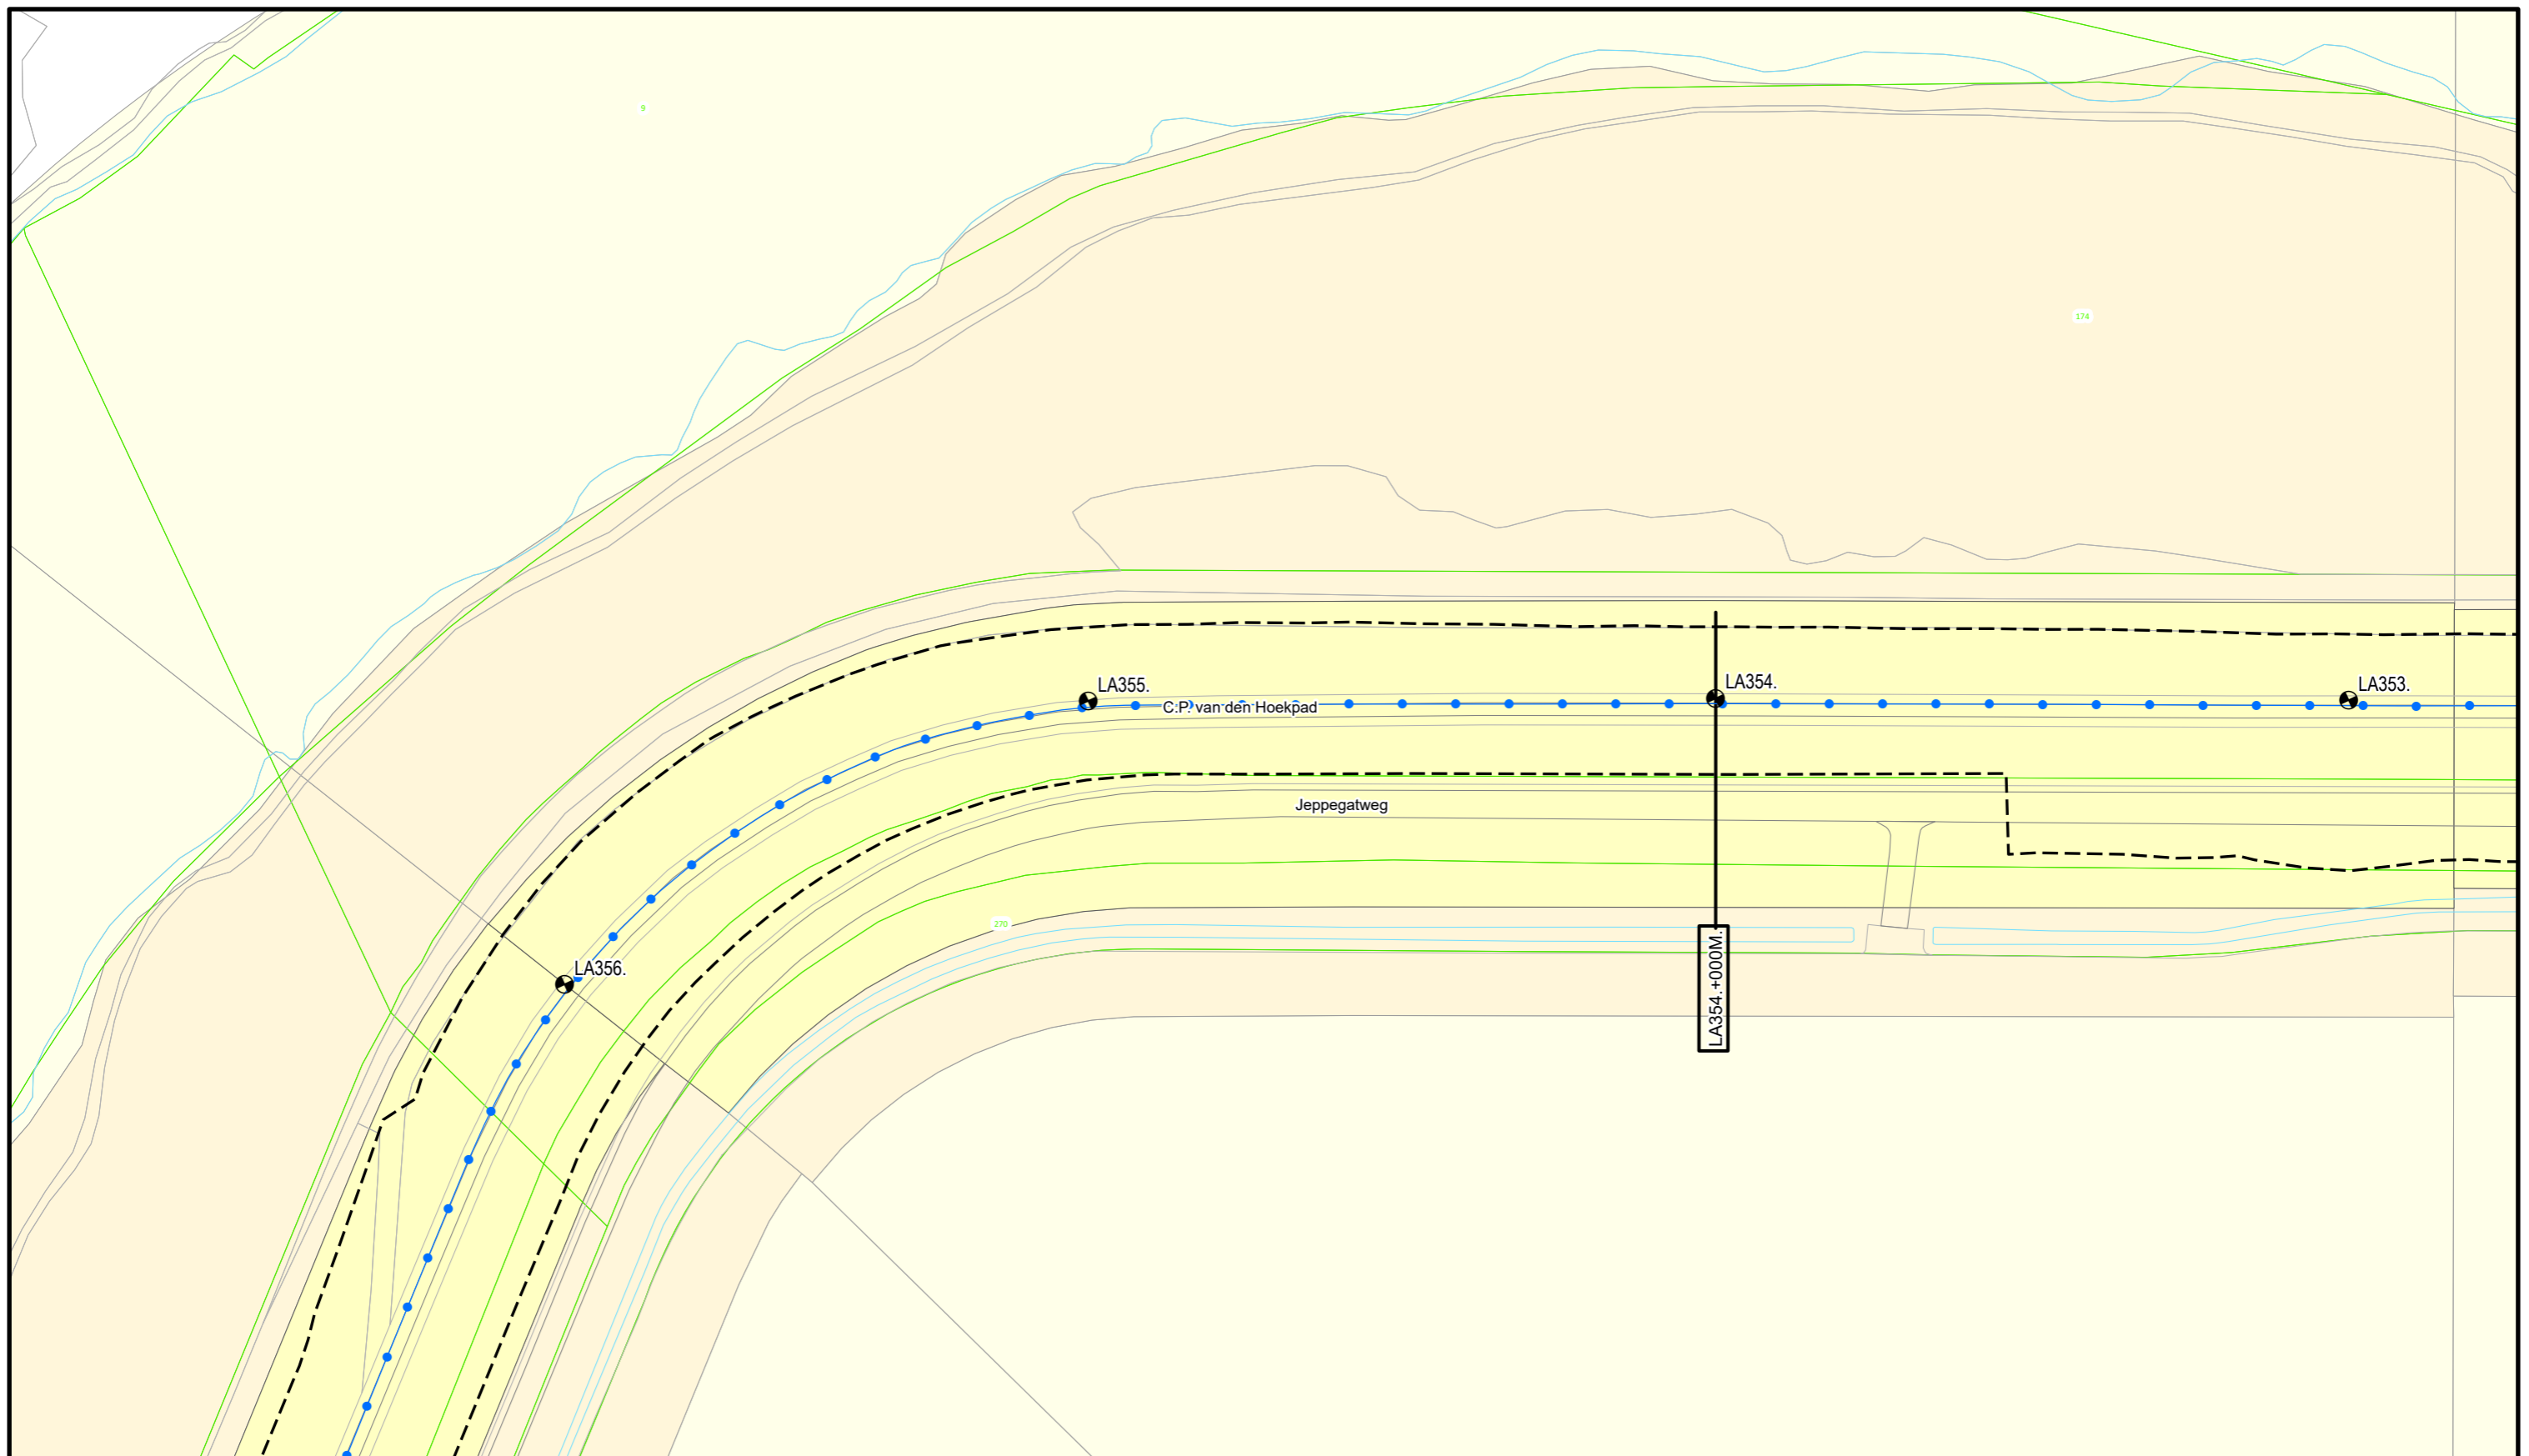 9
174
LA355.
LA354.
LA353.
C.P. van den Hoekpad
Jeppegatweg
270
LA356.
LA354.+000M.